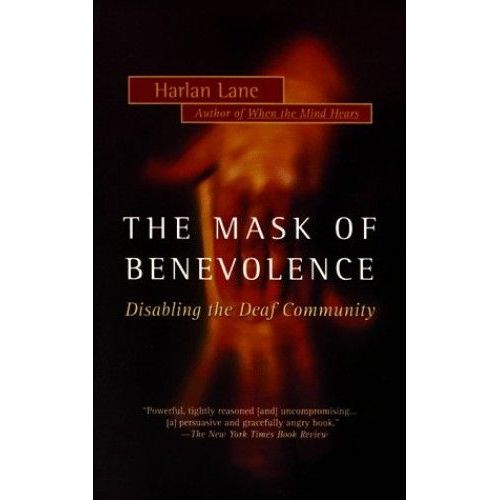 Harlan Lane
Author of When the Mind Hears
THE MASK OF
BENEVOLENCE
Disabling the Deaf Community
"Powerful, tightly reasoned [and] uncompromising...
[a] persuasive and gracefully angry book."
—The New York Times Book Review